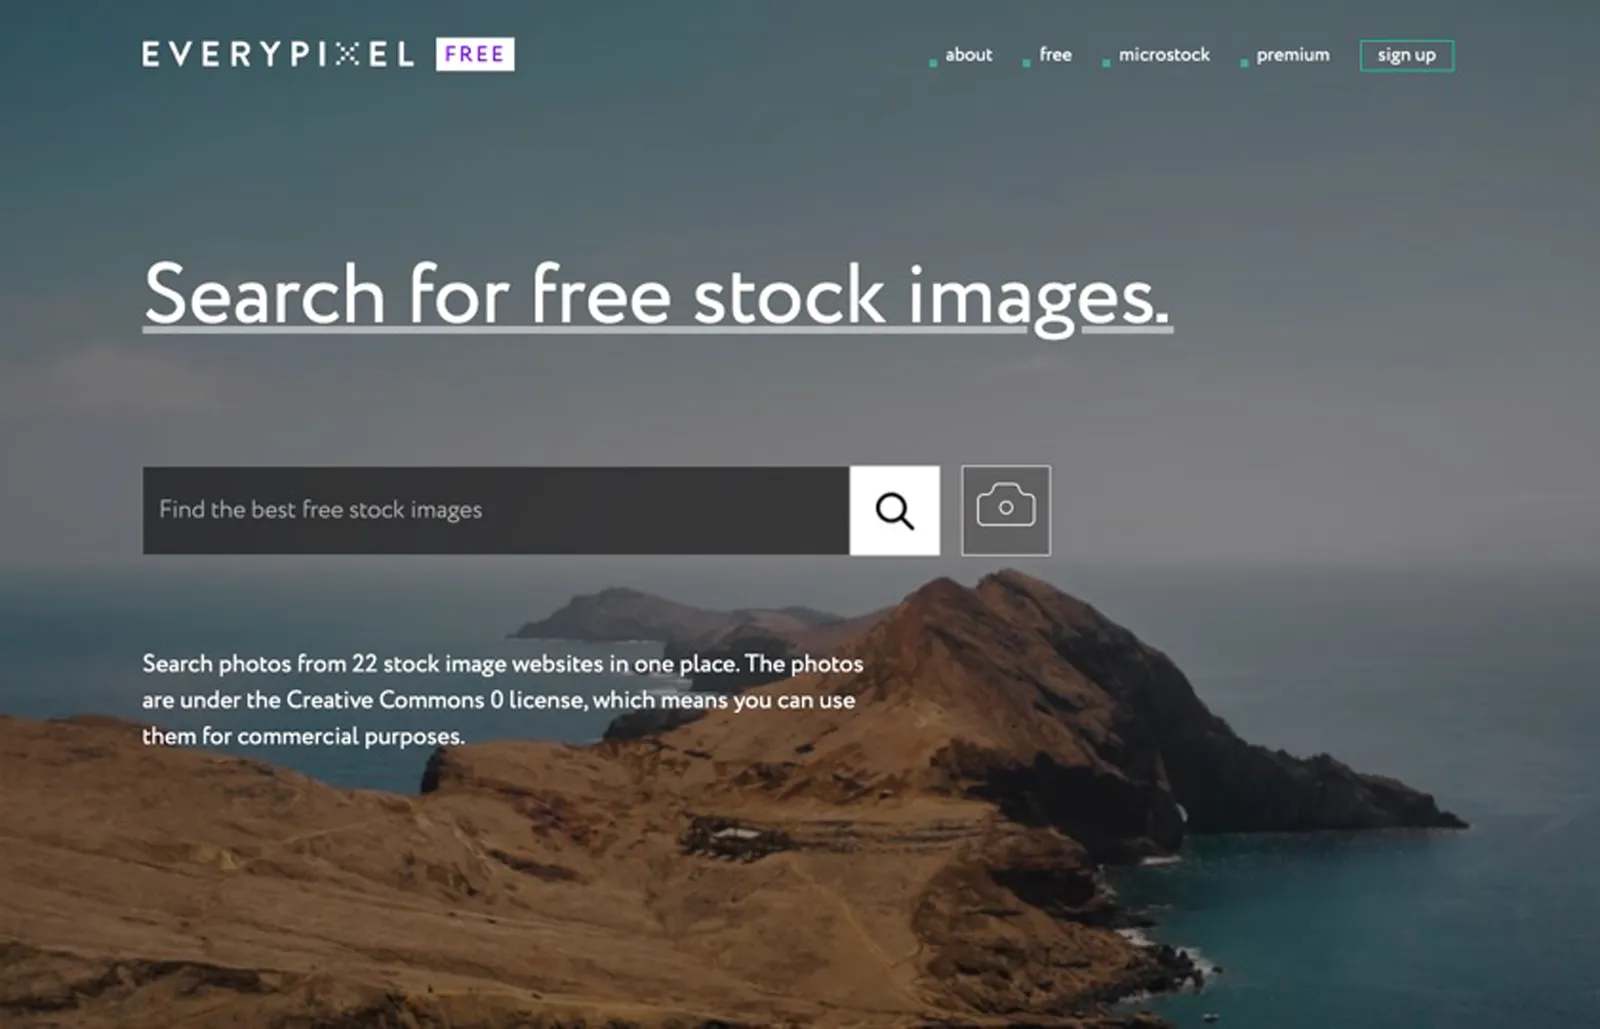 EVERYPIXEL FREE
about free microstock premium sign up
Search for free stock images.
Find the best free stock images
Search photos from 22 stock image websites in one place. The photos
are under the Creative Commons 0 license, which means you can use
them for commercial purposes.